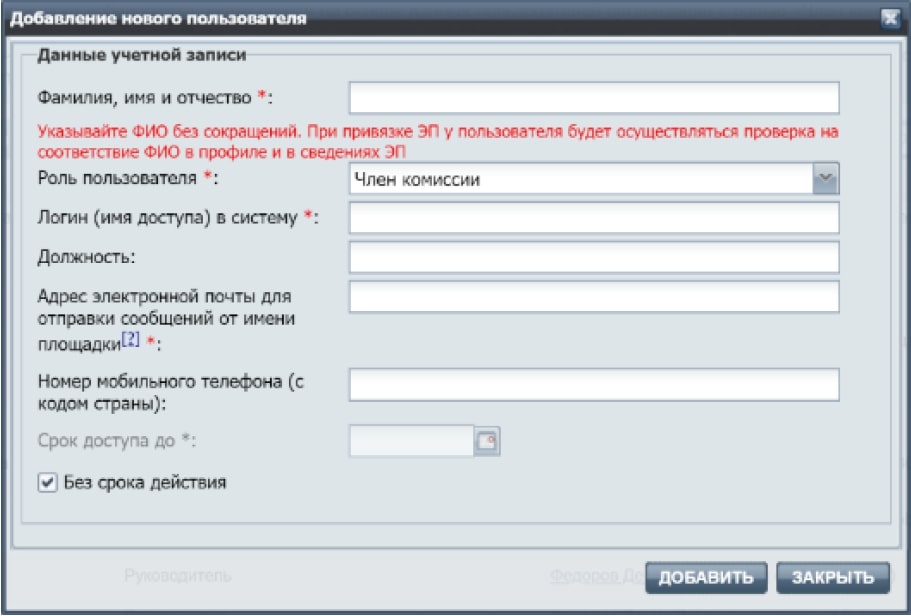 Добавление нового пользователя
Данные учетной записи
Фамилия, имя и отчество *:
Указывайте ФИО без сокращений. При привязке ЭП у пользователя будет осуществляться проверка на
соответствие ФИО в профиле и в сведениях ЭП
Роль пользователя *: Член комиссии
Логин (имя доступа) в систему *:
Должность:
Адрес электронной почты для
отправки сообщений от имени
площадки[?] *:
Номер мобильного телефона (с
кодом страны):
Срок доступа до *:
Без срока действия
Руководитель Федоров Де ДОБАВИТЬ ЗАКРЫТЬ